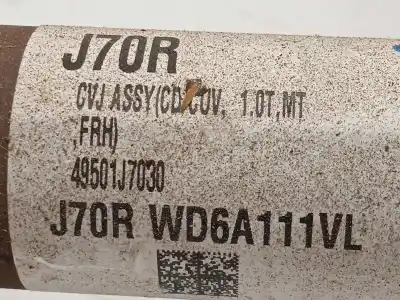 J70R
CVJ ASSY(CD/COV, 1.0T,MT
,FRH)
49501J7030
J70R WD6A111VL